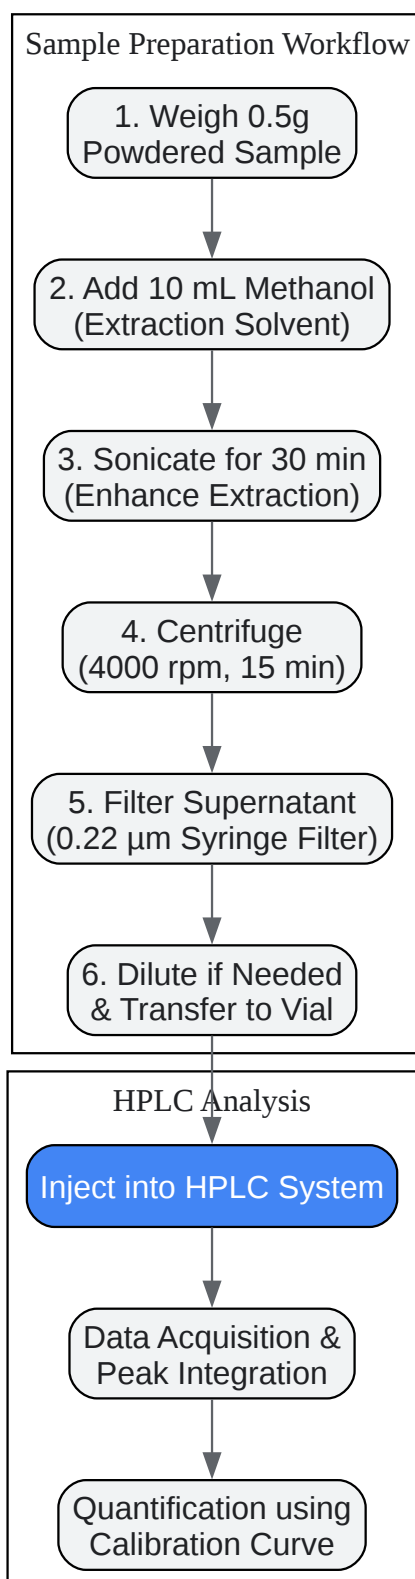 Sample Preparation Workflow
1. Weigh 0.5g
Powdered Sample
2. Add 10 mL Methanol
(Extraction Solvent)
3. Sonicate for 30 min
(Enhance Extraction)
4. Centrifuge
(4000 rpm, 15 min)
5. Filter Supernatant
(0.22 µm Syringe Filter)
6. Dilute if Needed
& Transfer to Vial
HPLC Analysis
Inject into HPLC System
Data Acquisition &
Peak Integration
Quantification using
Calibration Curve